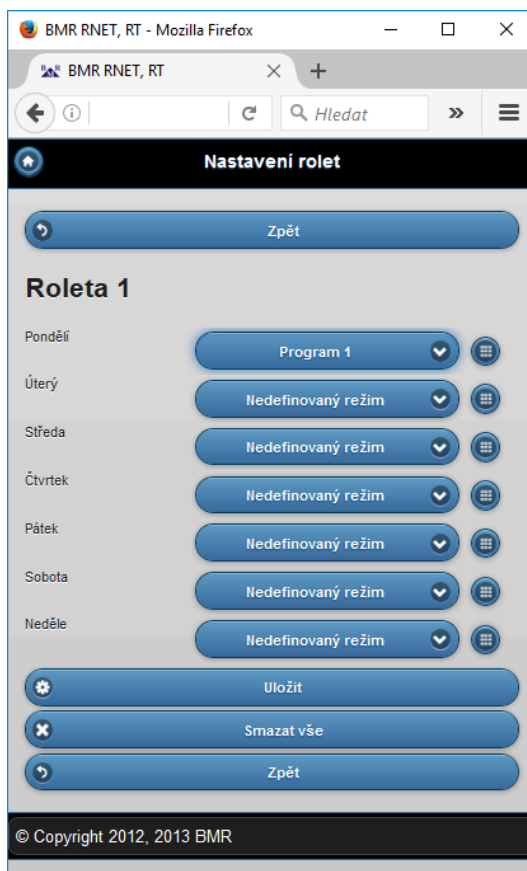 BMR RNET, RT - Mozilla Firefox
BMR RNET, RT
Hledat
Nastavení rolet
Zpět
Roleta 1
Pondělí Program 1
Úterý Nedefinovaný režim
Středa Nedefinovaný režim
Čtvrtek Nedefinovaný režim
Pátek Nedefinovaný režim
Sobota Nedefinovaný režim
Neděle Nedefinovaný režim
Uložit
Smazat vše
Zpět
© Copyright 2012, 2013 BMR